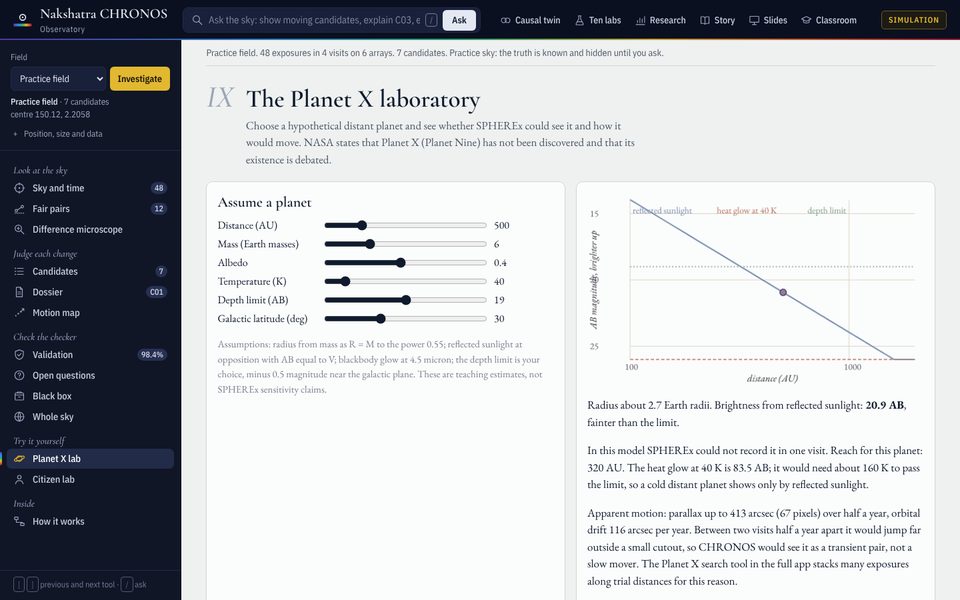 Nakshatra CHRONOS
Observatory
Ask the sky: show moving candidates, explain C03, e
/
Ask
Causal twin
Ten labs
Research
Story
Slides
Classroom
SIMULATION
Field
Practice field
Investigate
Practice field · 7 candidates
centre 150.12, 2.2058
+ Position, size and data
Look at the sky
Sky and time 48
Fair pairs 12
Difference microscope
Judge each change
Candidates 7
Dossier C01
Motion map
Check the checker
Validation 98.4%
Open questions
Black box
Whole sky
Try it yourself
Planet X lab
Citizen lab
Inside
How it works
[ ] previous and next tool · / ask
Practice field. 48 exposures in 4 visits on 6 arrays. 7 candidates. Practice sky: the truth is known and hidden until you ask.
IX The Planet X laboratory
Choose a hypothetical distant planet and see whether SPHEREx could see it and how it
would move. NASA states that Planet X (Planet Nine) has not been discovered and that its
existence is debated.
Assume a planet
Distance (AU) 500
Mass (Earth masses) 6
Albedo 0.4
Temperature (K) 40
Depth limit (AB) 19
Galactic latitude (deg) 30
Assumptions: radius from mass as R = M to the power 0.55; reflected sunlight at
opposition with AB equal to V; blackbody glow at 4.5 micron; the depth limit is your
choice, minus 0.5 magnitude near the galactic plane. These are teaching estimates, not
SPHEREx sensitivity claims.
reflected sunlight
heat glow at 40 K
depth limit
15
25
AB magnitude, brighter up
100
1000
distance (AU)
Radius about 2.7 Earth radii. Brightness from reflected sunlight: 20.9 AB,
fainter than the limit.
In this model SPHEREx could not record it in one visit. Reach for this planet:
320 AU. The heat glow at 40 K is 83.5 AB; it would need about 160 K to pass
the limit, so a cold distant planet shows only by reflected sunlight.
Apparent motion: parallax up to 413 arcsec (67 pixels) over half a year, orbital
drift 116 arcsec per year. Between two visits half a year apart it would jump far
outside a small cutout, so CHRONOS would see it as a transient pair, not a
slow mover. The Planet X search tool in the full app stacks many exposures
along trial distances for this reason.